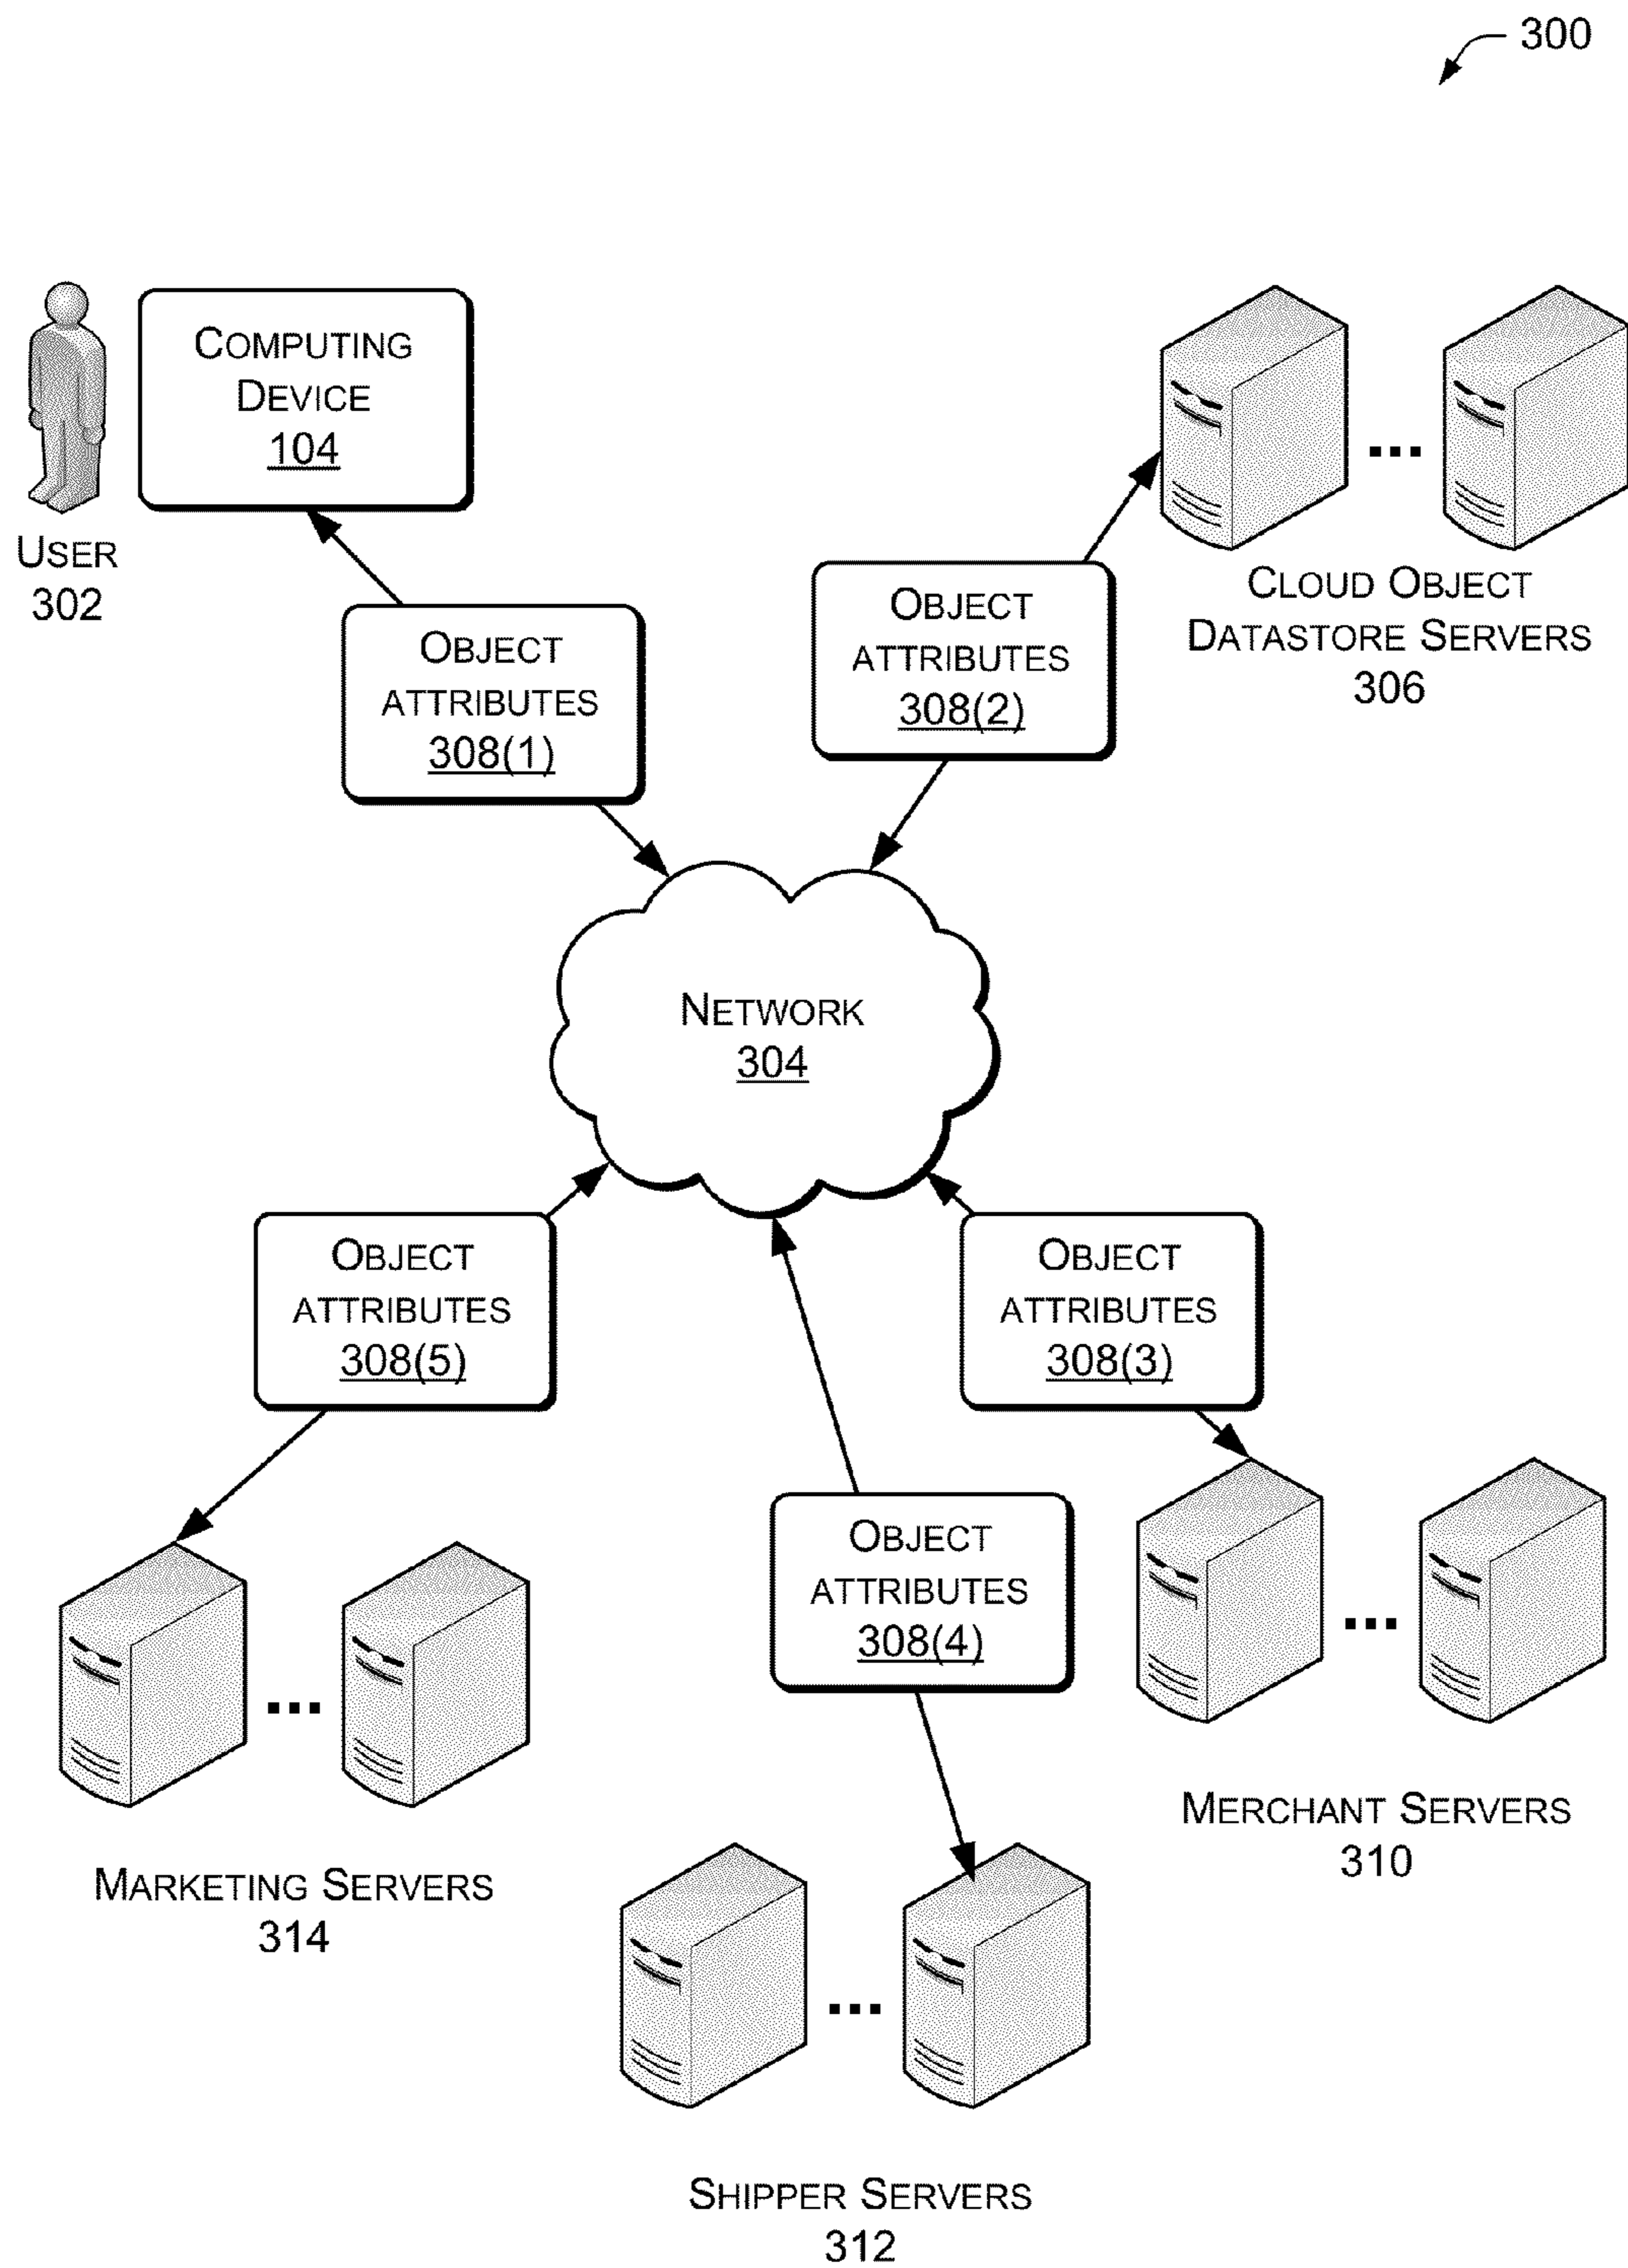 300
COMPUTING
DEVICE
104
USER
302
OBJECT
ATTRIBUTES
308(1)
OBJECT
ATTRIBUTES
308(2)
CLOUD OBJECT
DATASTORE SERVERS
306
NETWORK
304
OBJECT
ATTRIBUTES
308(5)
OBJECT
ATTRIBUTES
308(3)
OBJECT
ATTRIBUTES
308(4)
MERCHANT SERVERS
310
MARKETING SERVERS
314
SHIPPER SERVERS
312